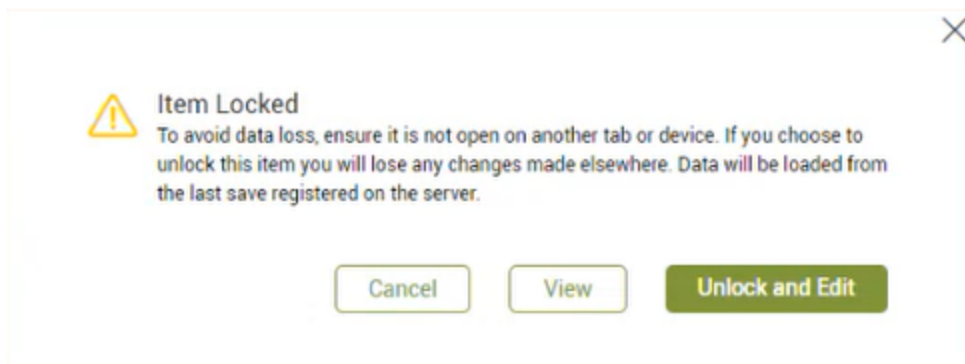 Item Locked
To avoid data loss, ensure it is not open on another tab or device. If you choose to
unlock this item you will lose any changes made elsewhere. Data will be loaded from
the last save registered on the server.
Cancel View Unlock and Edit